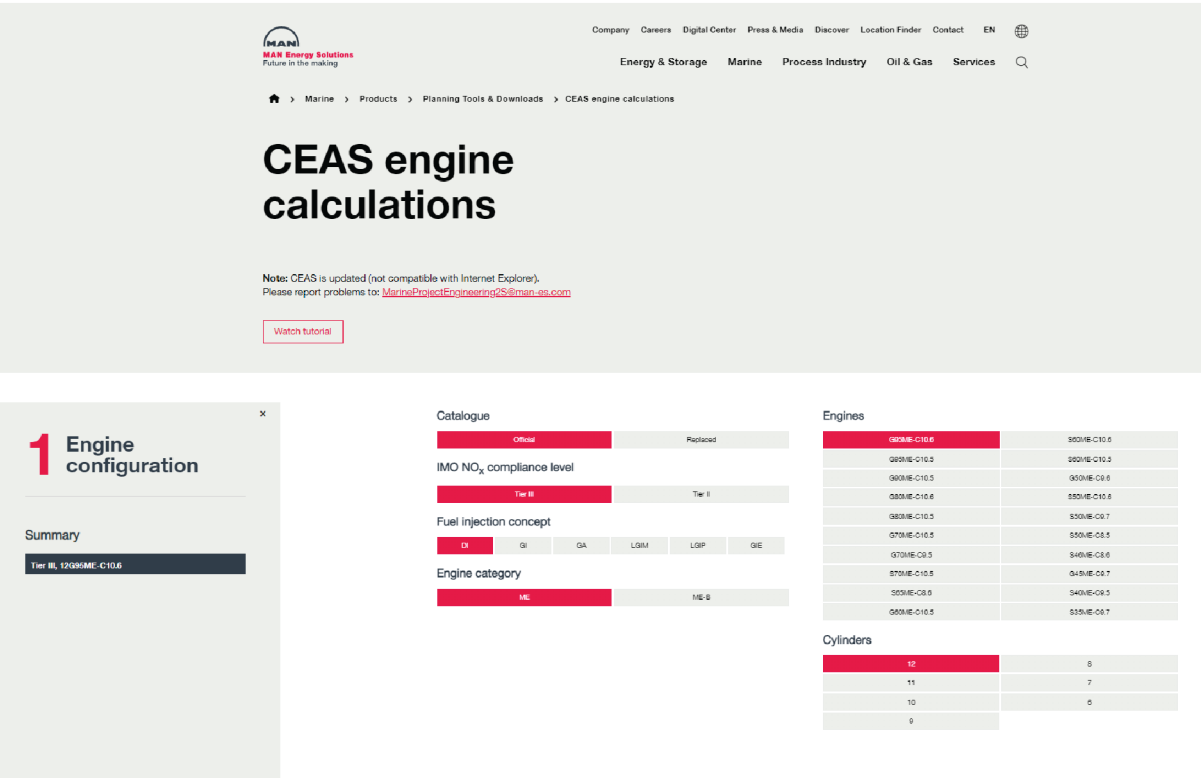 Company Careers Digital Center Press & Media Discover Location Finder Contact EN
MAN
MAN Energy Solutions
Future in the making
Energy & Storage Marine Process Industry Oil & Gas Services
> Marine > Products > Planning Tools & Downloads > CEAS engine calculations
CEAS engine
calculations
Note: CEAS is updated (not compatible with Internet Explorer).
Please report problems to: MarineProjectEngineering2S@man-es.com
Watch tutorial
×
1 Engine
configuration
Summary
Tier III, 12G95ME-C10.6
Catalogue
Official Replaced
IMO NOx compliance level
Tier III Tier II
Fuel injection concept
DI GI GA LGIM LGIP GIE
Engine category
ME ME-B
Engines
G95ME-C10.6 S60ME-C10.6
G95ME-C10.5 S60ME-C10.5
G90ME-C10.5 G50ME-C9.6
G80ME-C10.6 S50ME-C10.6
G80ME-C10.5 S50ME-C9.7
G70ME-C10.5 S50ME-C8.5
G70ME-C9.5 S46ME-C8.6
S70ME-C10.5 G45ME-C9.7
S65ME-C8.6 S40ME-C9.5
G60ME-C10.5 S35ME-C9.7
Cylinders
12 8
11 7
10 6
9